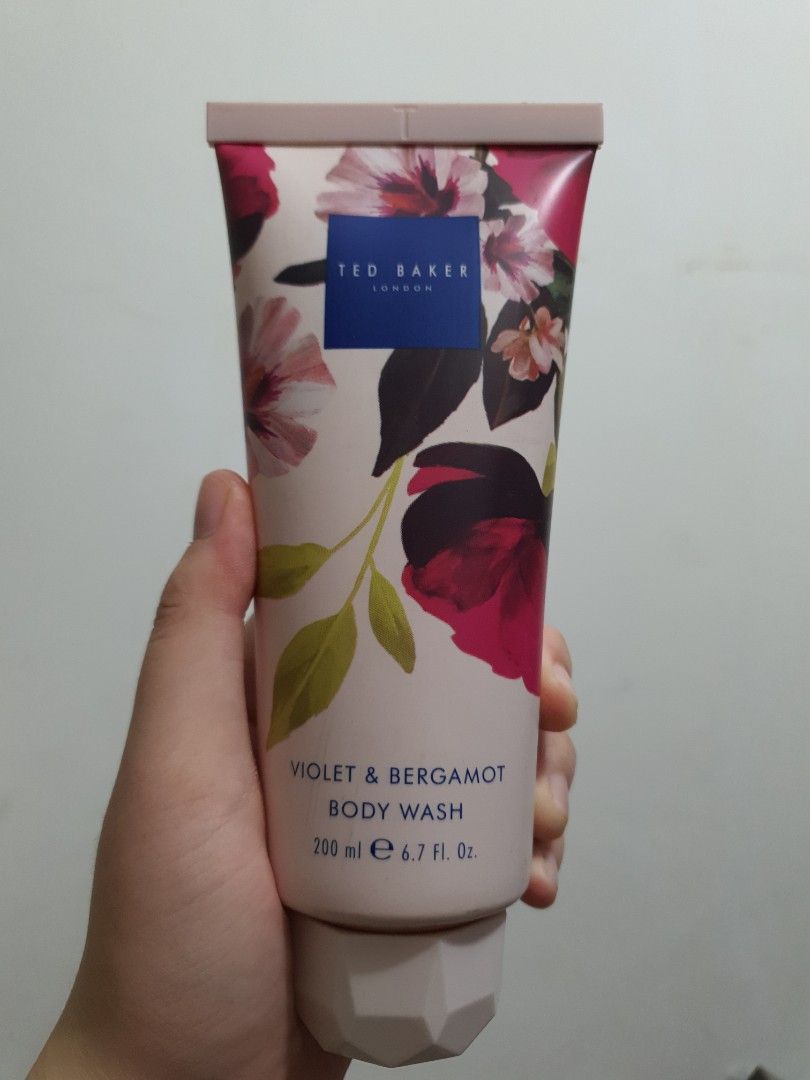 T
TED BAKER
LONDON
VIOLET & BERGAMOT
BODY WASH
200 ml ℮ 6.7 Fl. Oz.